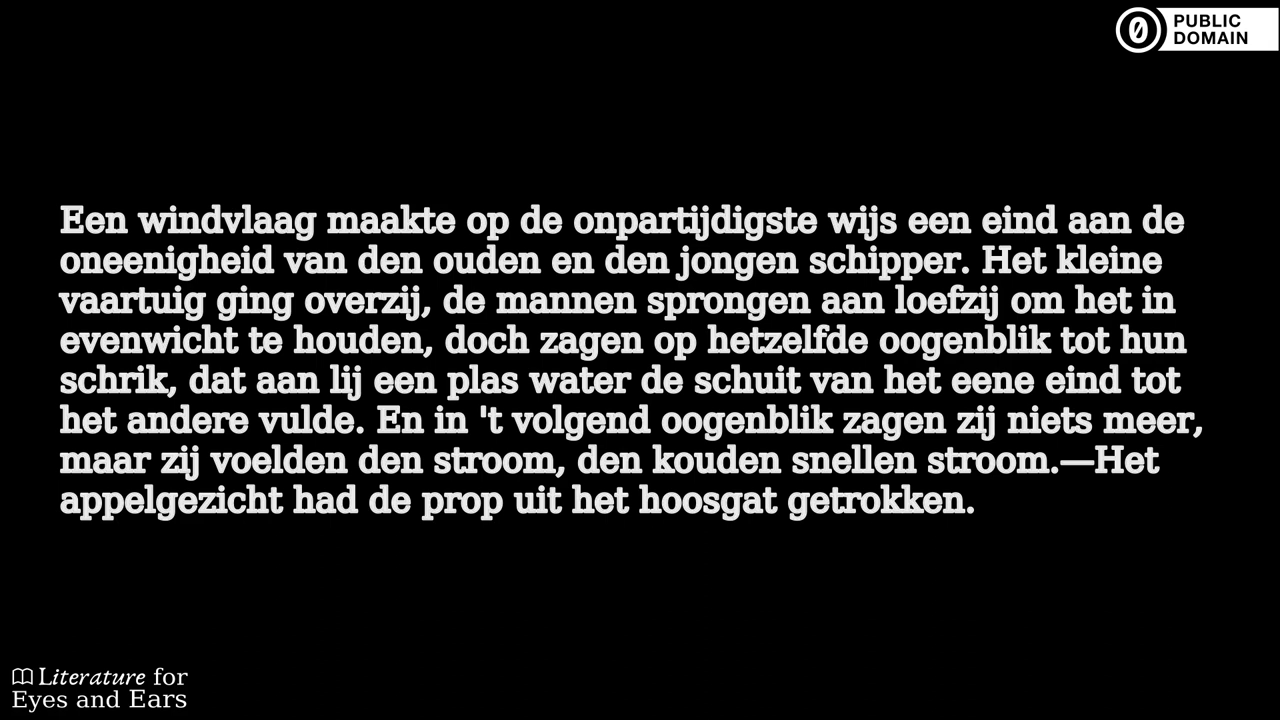 PUBLIC
DOMAIN
Een windvlaag maakte op de onpartijdigste wijs een eind aan de
oneenigheid van den ouden en den jongen schipper. Het kleine
vaartuig ging overzij, de mannen sprongen aan loefzij om het in
evenwicht te houden, doch zagen op hetzelfde oogenblik tot hun
schrik, dat aan lij een plas water de schuit van het eene eind tot
het andere vulde. En in 't volgend oogenblik zagen zij niets meer,
maar zij voelden den stroom, den kouden snellen stroom.—Het
appelgezicht had de prop uit het hoosgat getrokken.
Literature for
Eyes and Ears